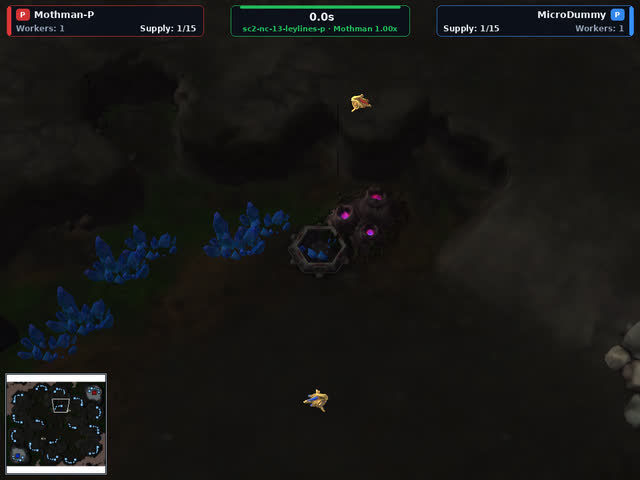 P Mothman-P
Workers: 1 Supply: 1/15
0.0s
sc2-nc-13-leylines-p · Mothman 1.00x
MicroDummy P
Supply: 1/15 Workers: 1